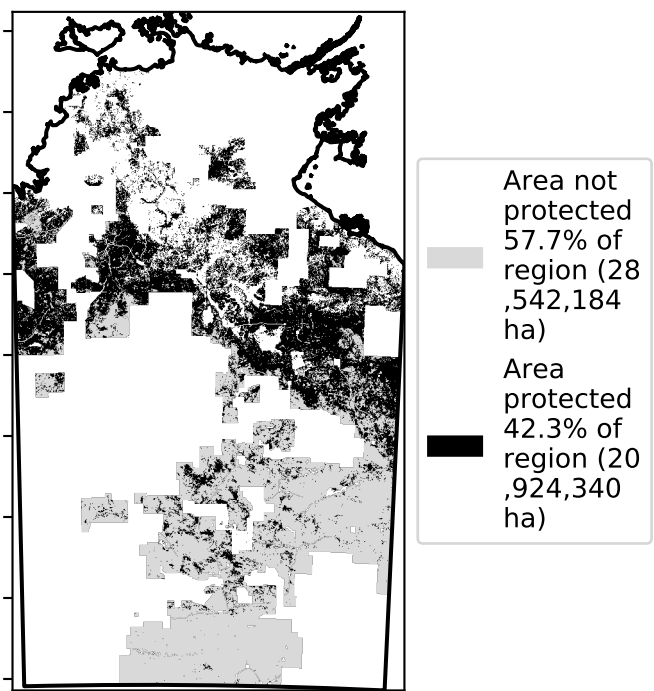 Area not
protected
57.7% of
region (28
,542,184
ha)
Area
protected
42.3% of
region (20
,924,340
ha)